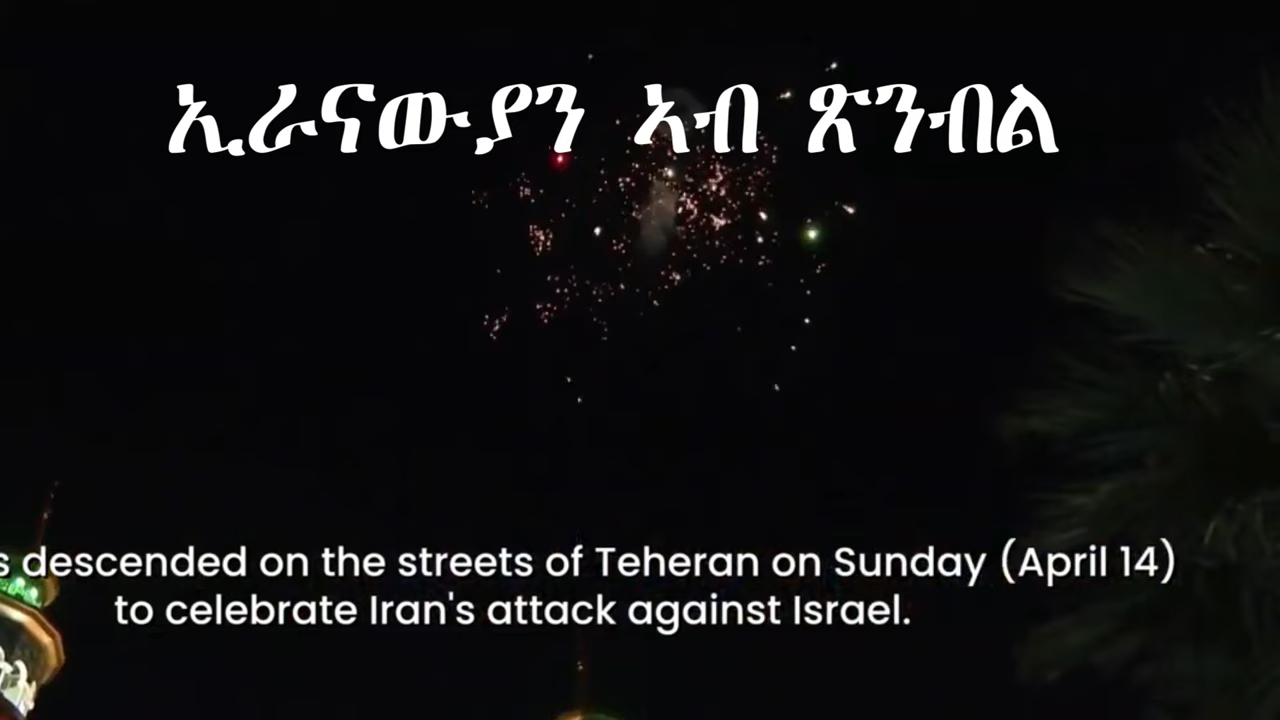 ኢራናውያን ኣብ ጽንብል
s descended on the streets of Teheran on Sunday (April 14)
to celebrate Iran's attack against Israel.